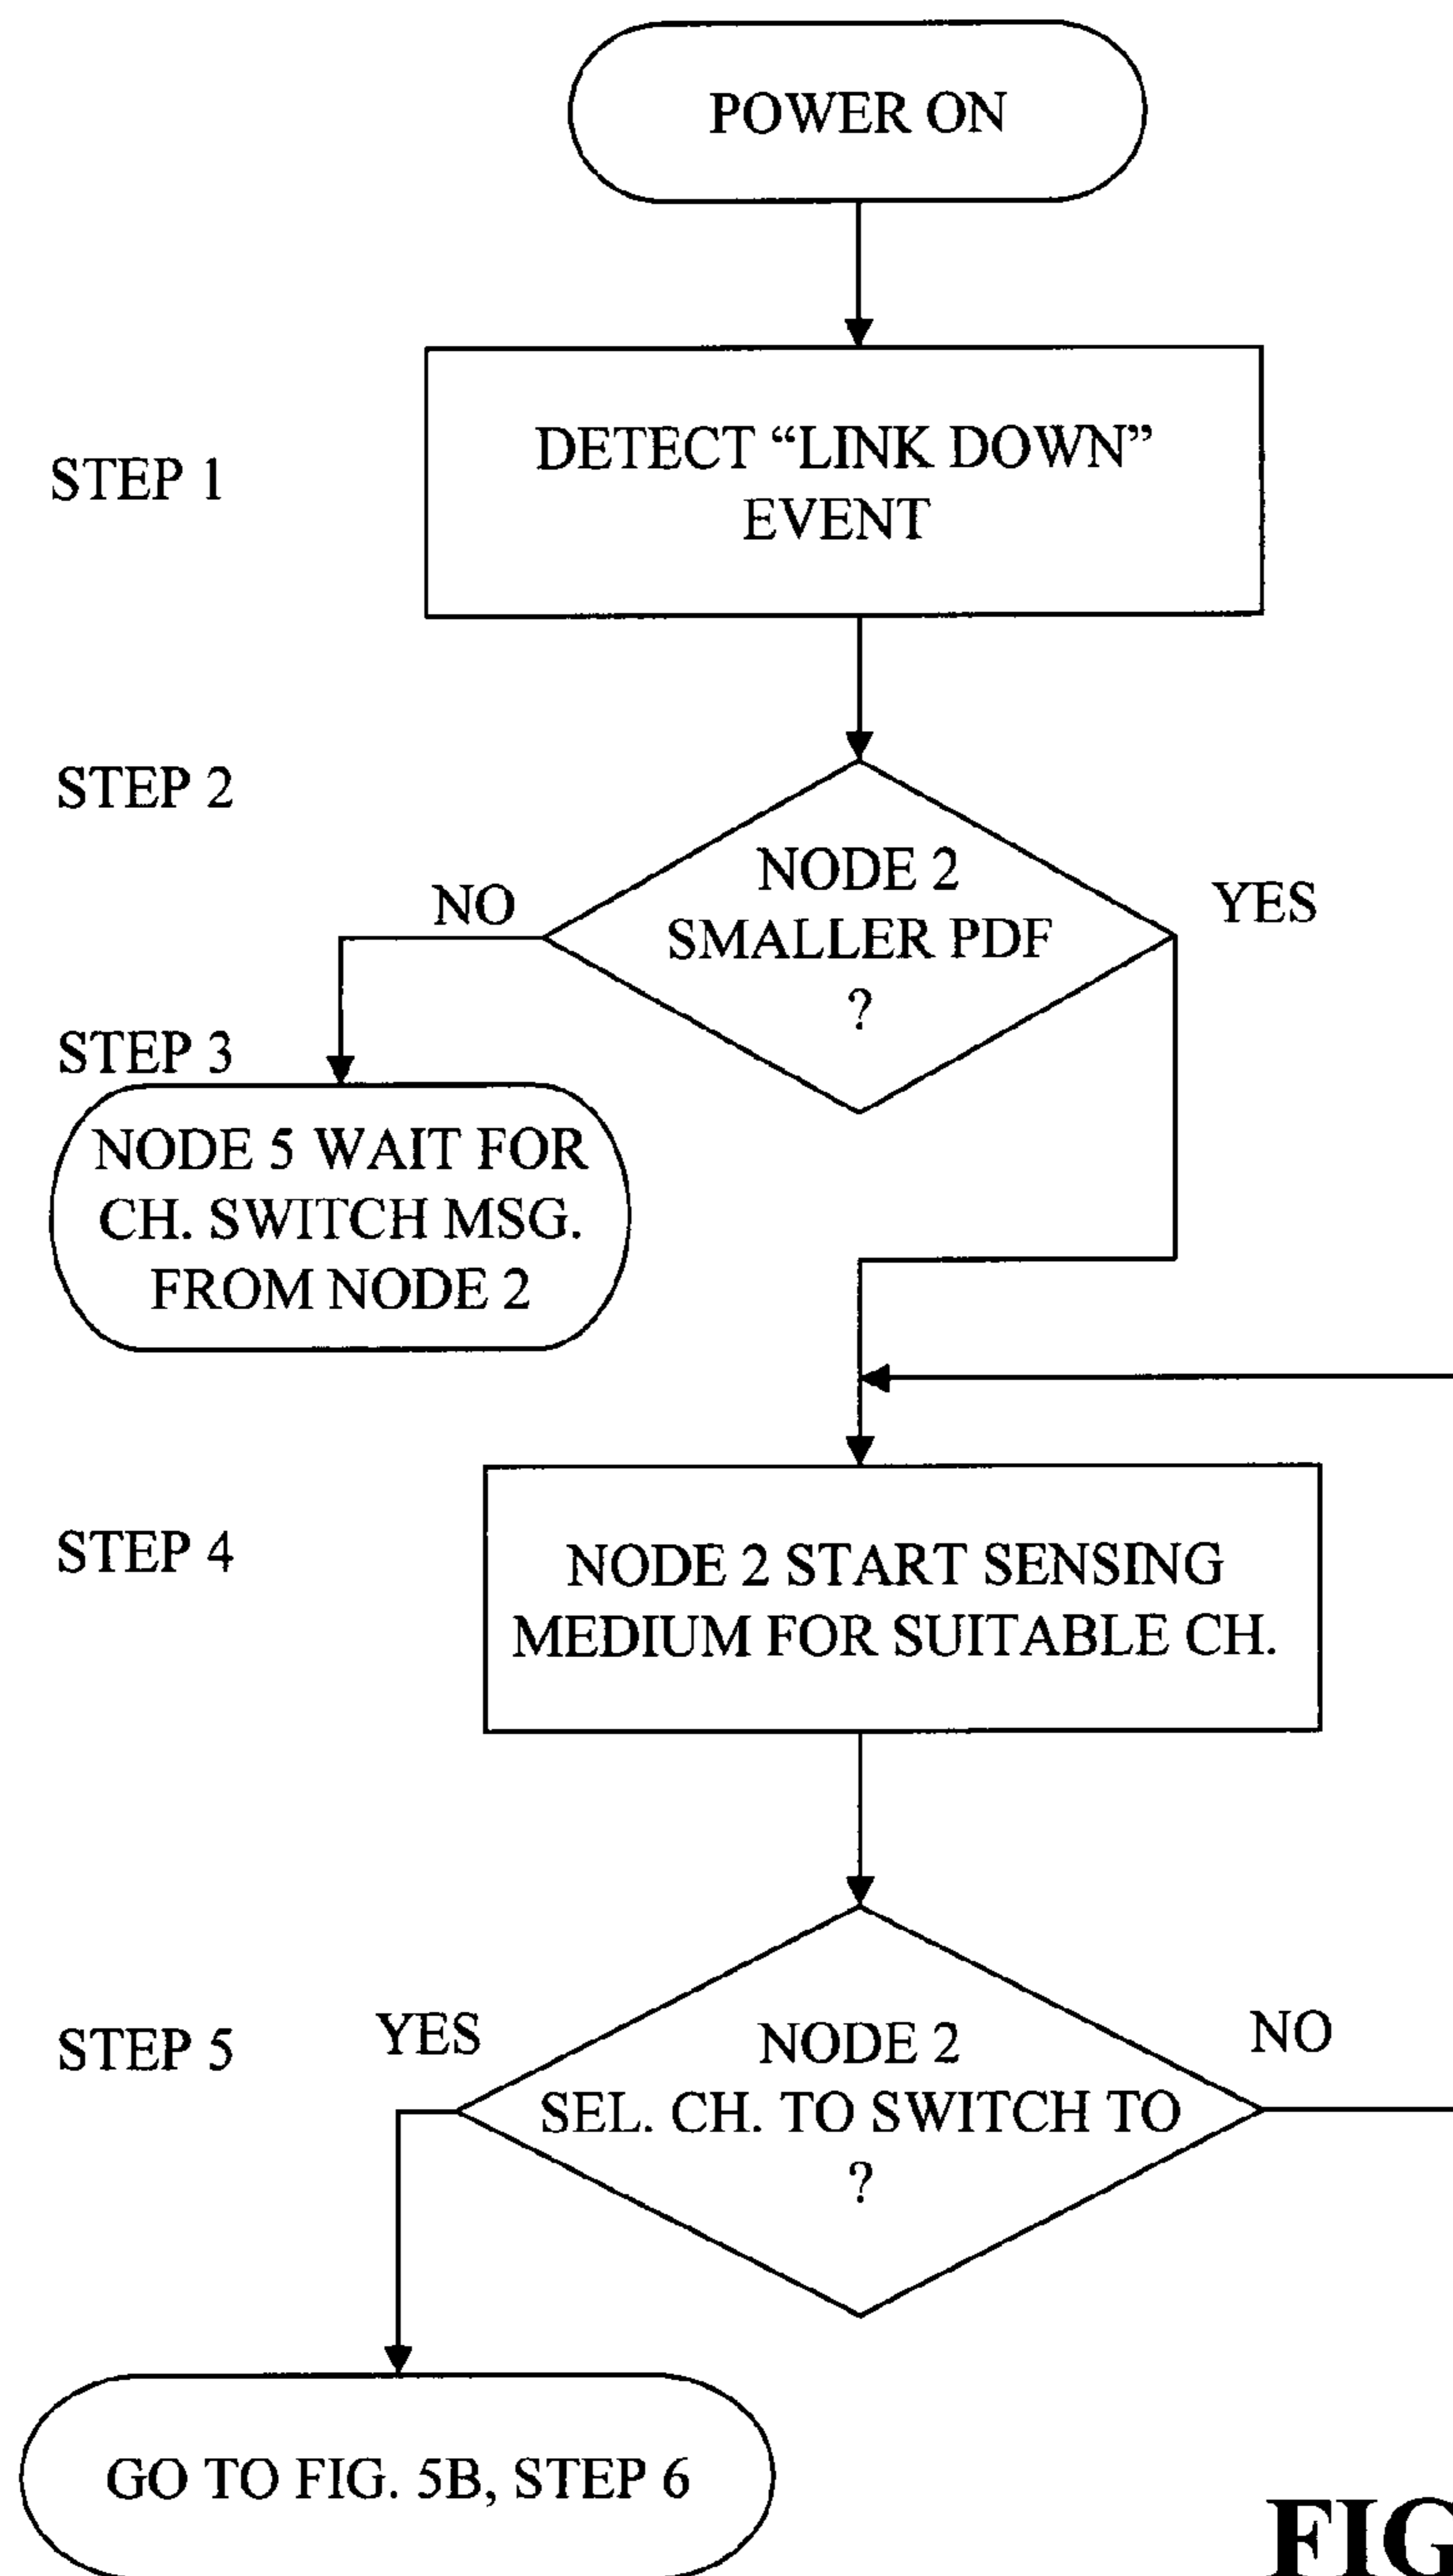 POWER ON
STEP 1
DETECT “LINK DOWN”
EVENT
STEP 2
NODE 2
SMALLER PDF
?
NO
YES
STEP 3
NODE 5 WAIT FOR
CH. SWITCH MSG.
FROM NODE 2
STEP 4
NODE 2 START SENSING
MEDIUM FOR SUITABLE CH.
STEP 5
YES
NODE 2
SEL. CH. TO SWITCH TO
?
NO
GO TO FIG. 5B, STEP 6
FIG